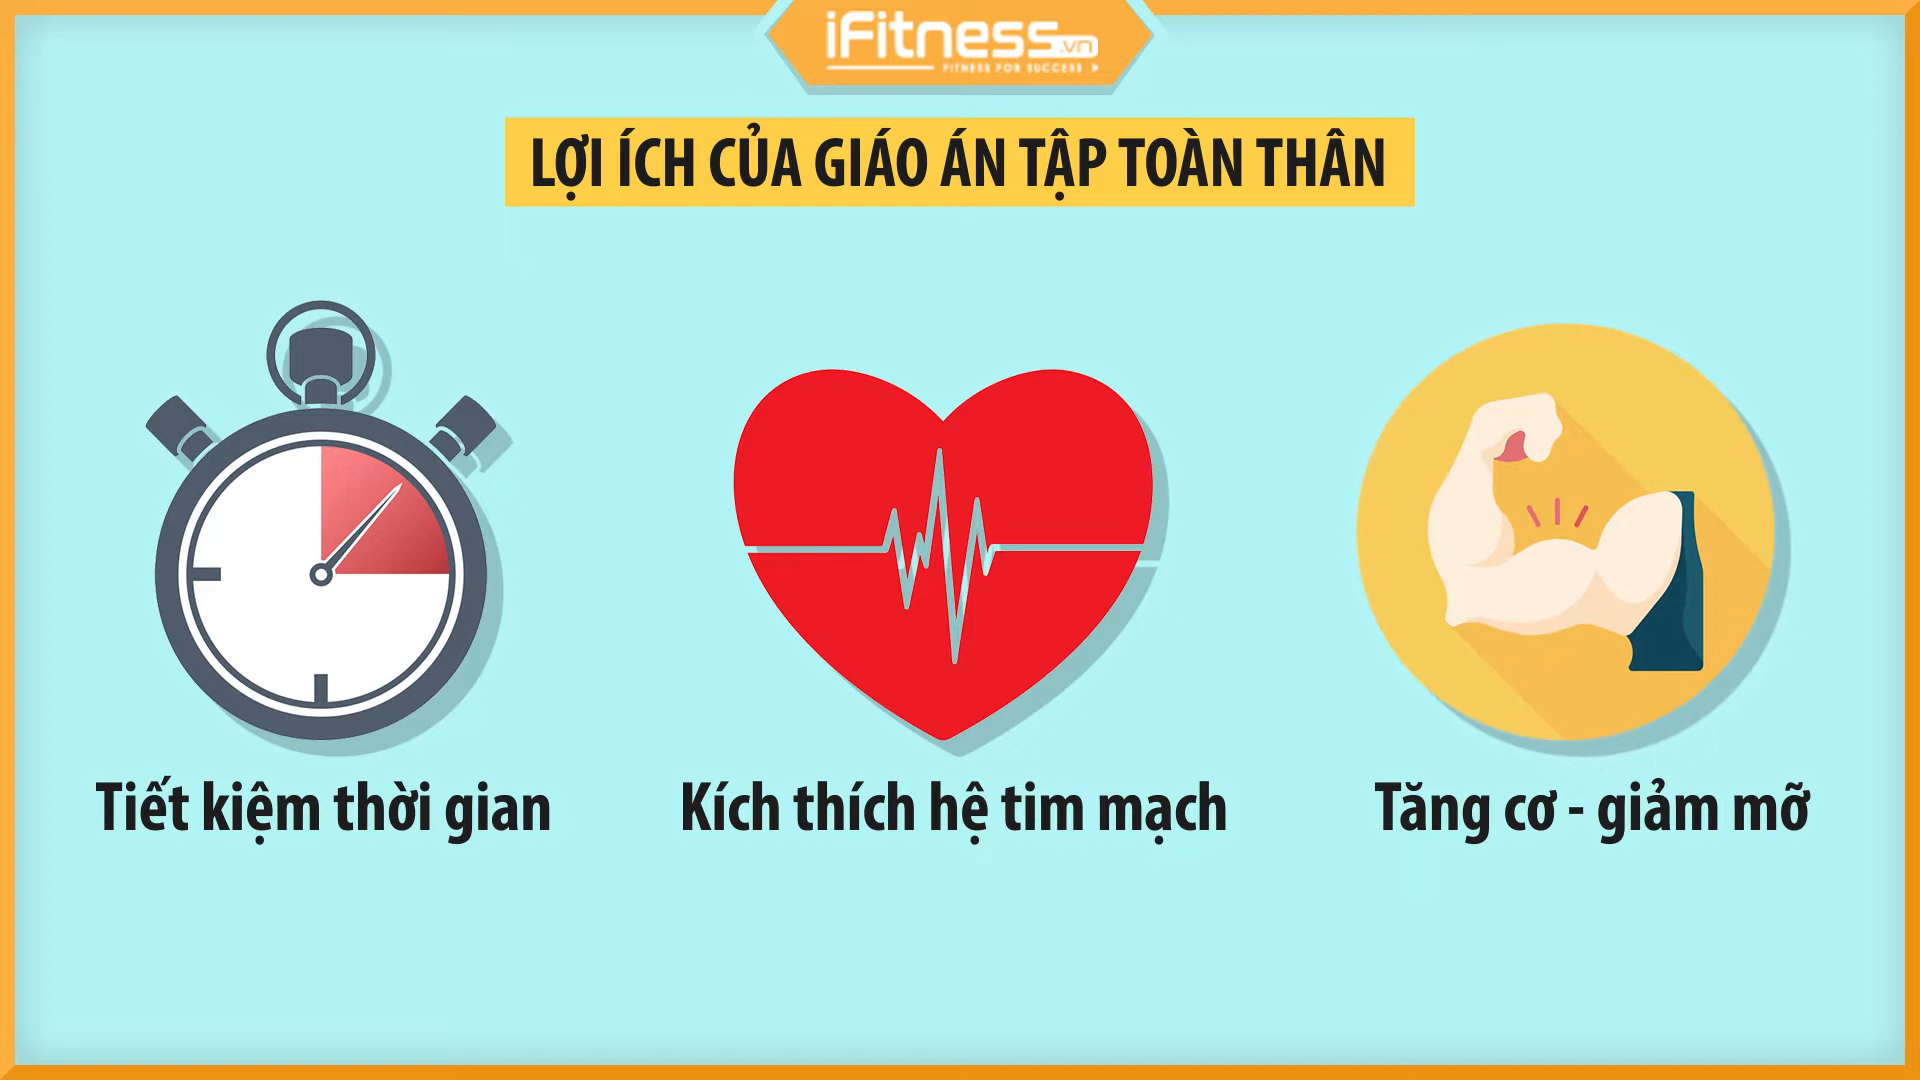 iFitness.vn
FITNESS FOR SUCCESS
LỢI ÍCH CỦA GIÁO ÁN TẬP TOÀN THÂN
Tiết kiệm thời gian
Kích thích hệ tim mạch
Tăng cơ - giảm mỡ